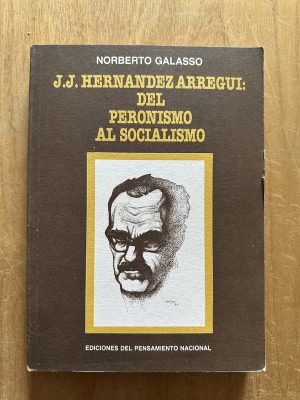 NORBERTO GALASSO
J.J. HERNANDEZ ARREGUI:
DEL
PERONISMO
AL SOCIALISMO
EDICIONES DEL PENSAMIENTO NACIONAL